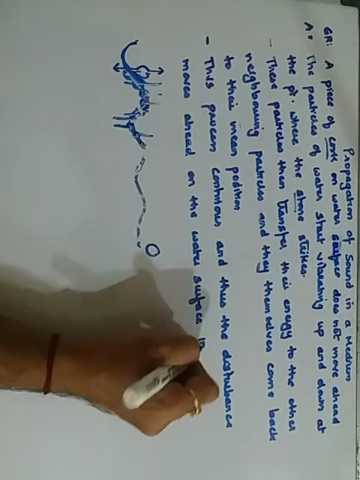 Propagation of Sound in a Medium
GR: A piece of cork on water surface does not move ahead
A: The particles of water start vibrating up and down at
the pt. where the stone strikes.
- These particles then transfer their energy to the other
neighbouring particles and they themselves come back
to their mean position
- This process continues and thus the disturbance
moves ahead on the water surface in